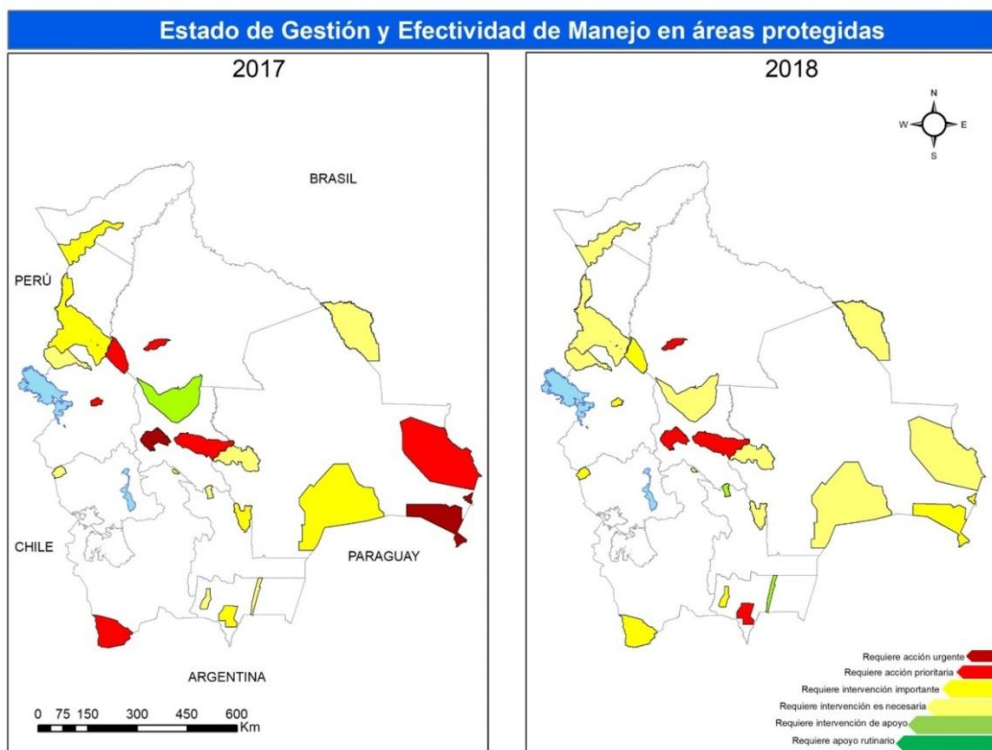 Estado de Gestión y Efectividad de Manejo en áreas protegidas
2017
BRASIL
PERÚ
CHILE
PARAGUAY
ARGENTINA
0 75 150 300 450 600
Km
2018
N
W E
S
Requiere acción urgente
Requiere acción prioritaria
Requiere intervención importante
Requiere intervención es necesaria
Requiere intervención de apoyo
Requiere apoyo rutinario